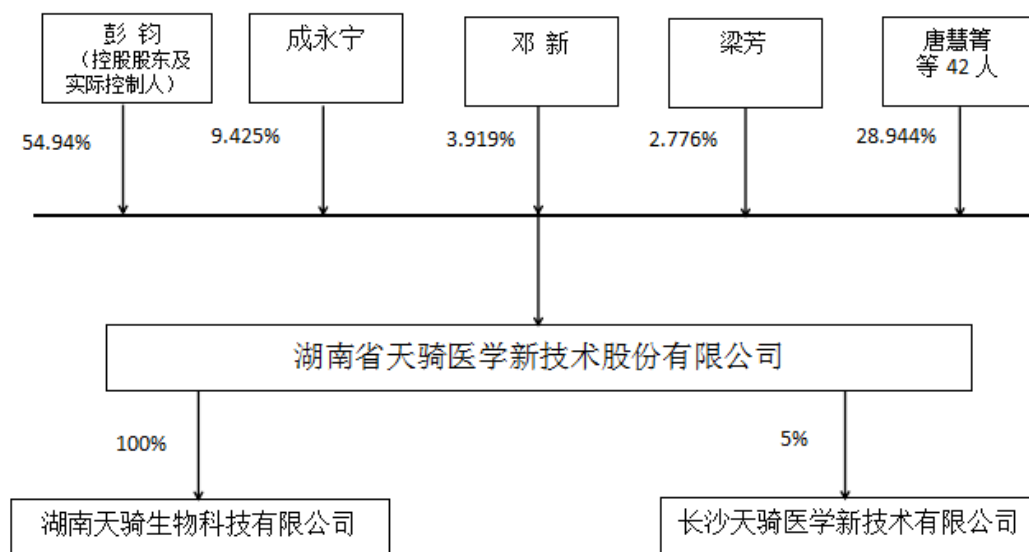 彭 钧
（控股股东及
实际控制人）
成永宁
邓 新
梁芳
唐慧箐
等 42 人
54.94%
9.425%
3.919%
2.776%
28.944%
湖南省天骑医学新技术股份有限公司
100%
5%
湖南天骑生物科技有限公司
长沙天骑医学新技术有限公司